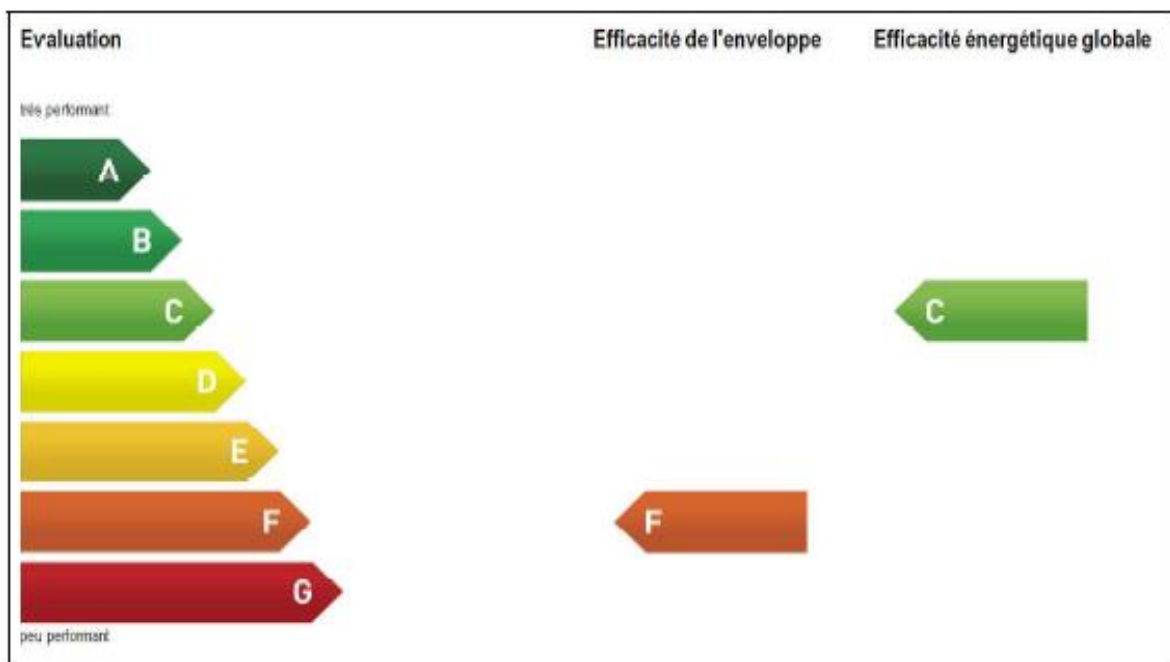 Evaluation
Efficacité de l'enveloppe
Efficacité énergétique globale
très performant
A
B
C
C
D
E
F
F
G
peu performant